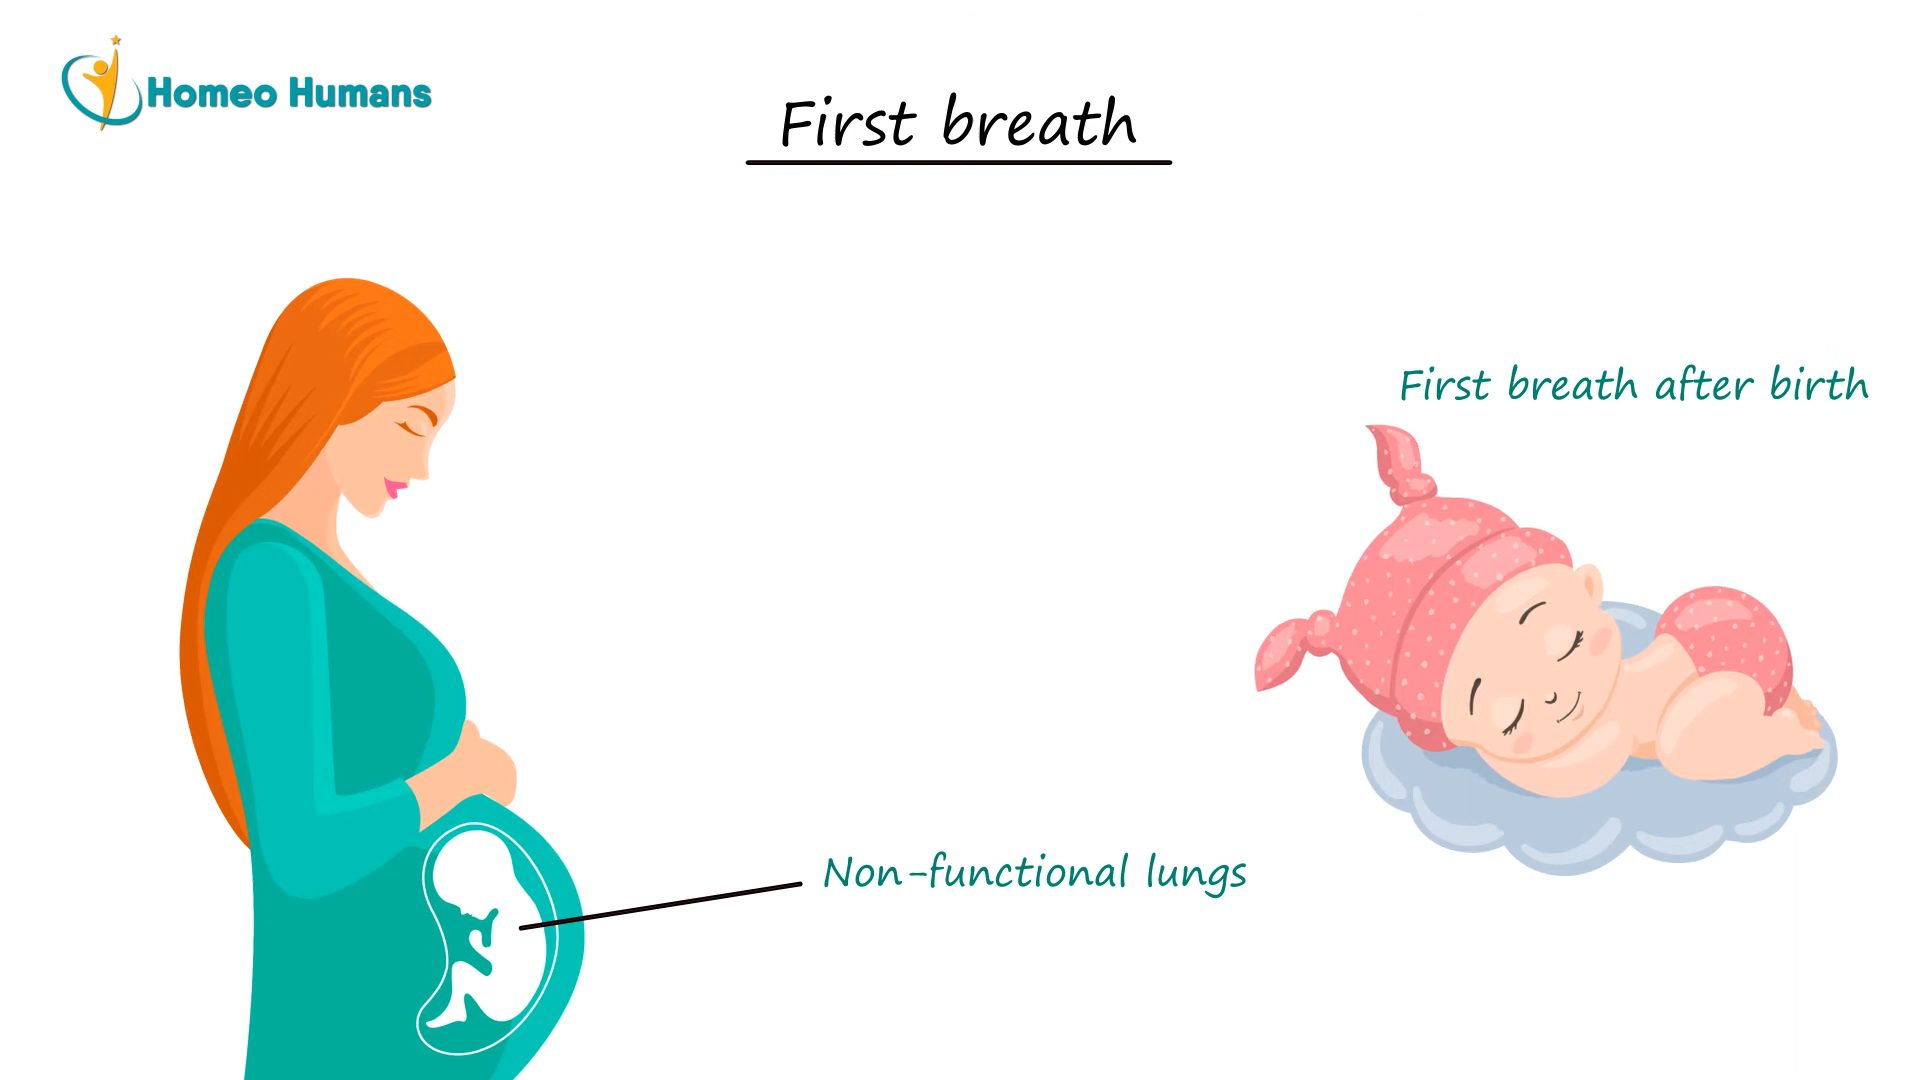 Homeo Humans
First breath
First breath after birth
Non-functional lungs